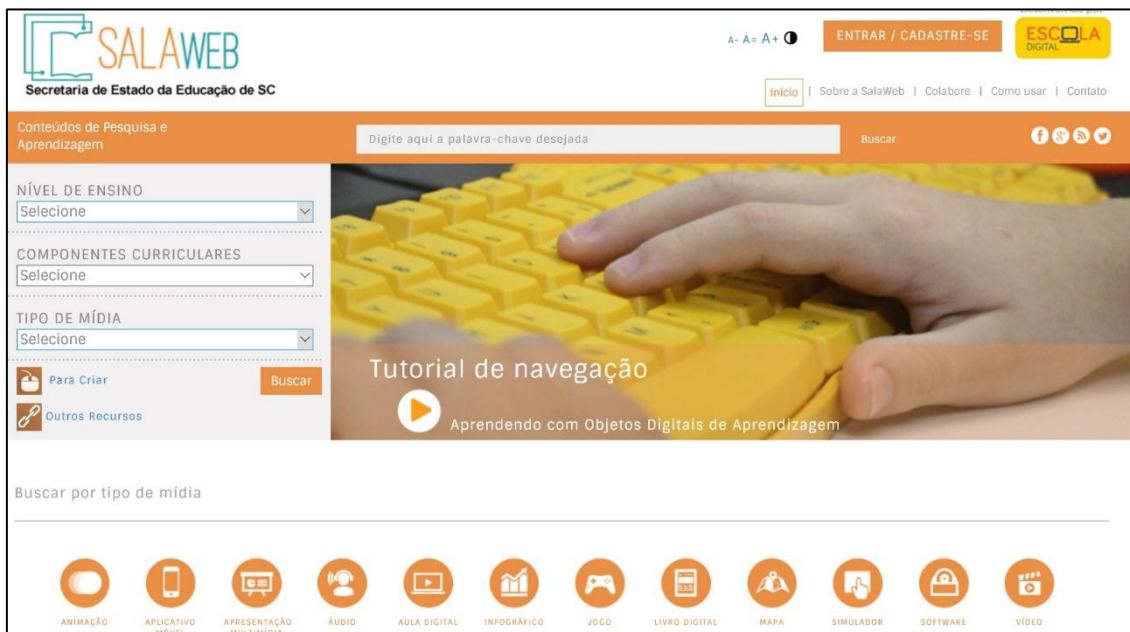 SALAWEB
Secretaria de Estado da Educação de SC
A- A= A+
ENTRAR / CADASTRE-SE
ESCOLA
DIGITAL
Início | Sobre a SalaWeb | Colabore | Como usar | Contato
Conteúdos de Pesquisa e
Aprendizagem
Digite aqui a palavra-chave desejada
Buscar
NÍVEL DE ENSINO
Selecione
COMPONENTES CURRICULARES
Selecione
TIPO DE MÍDIA
Selecione
Para Criar
Buscar
Outros Recursos
Tutorial de navegação
Aprendendo com Objetos Digitais de Aprendizagem
Buscar por tipo de mídia
ANIMAÇÃO
APLICATIVO
APRESENTAÇÃO
ÁUDIO
AULA DIGITAL
INFOGRÁFICO
JOGO
LIVRO DIGITAL
MAPA
SIMULADOR
SOFTWARE
VÍDEO